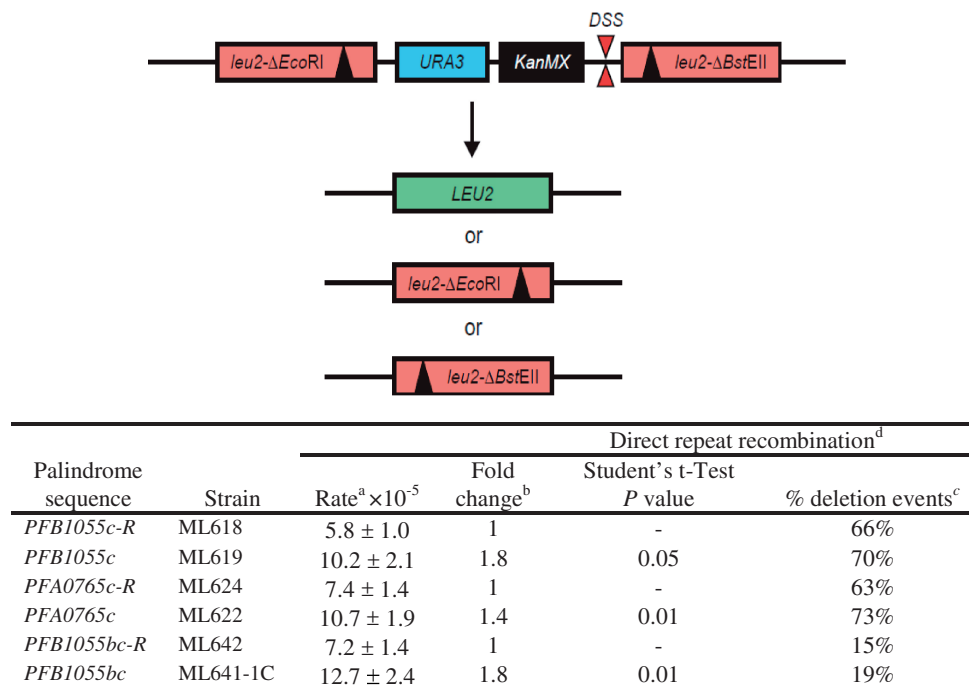 DSS
leu2-ΔEcoRI URA3 KanMX leu2-ΔBstEII
LEU2
or
leu2-ΔEcoRI
or
leu2-ΔBstEII
Direct repeat recombination^d
Palindrome Fold Student's t-Test
sequence Strain Rate^a ×10^-5 change^b P value % deletion events^c
PFB1055c-R ML618 5.8 ± 1.0 1 - 66%
PFB1055c ML619 10.2 ± 2.1 1.8 0.05 70%
PFA0765c-R ML624 7.4 ± 1.4 1 - 63%
PFA0765c ML622 10.7 ± 1.9 1.4 0.01 73%
PFB1055bc-R ML642 7.2 ± 1.4 1 - 15%
PFB1055bc ML641-1C 12.7 ± 2.4 1.8 0.01 19%